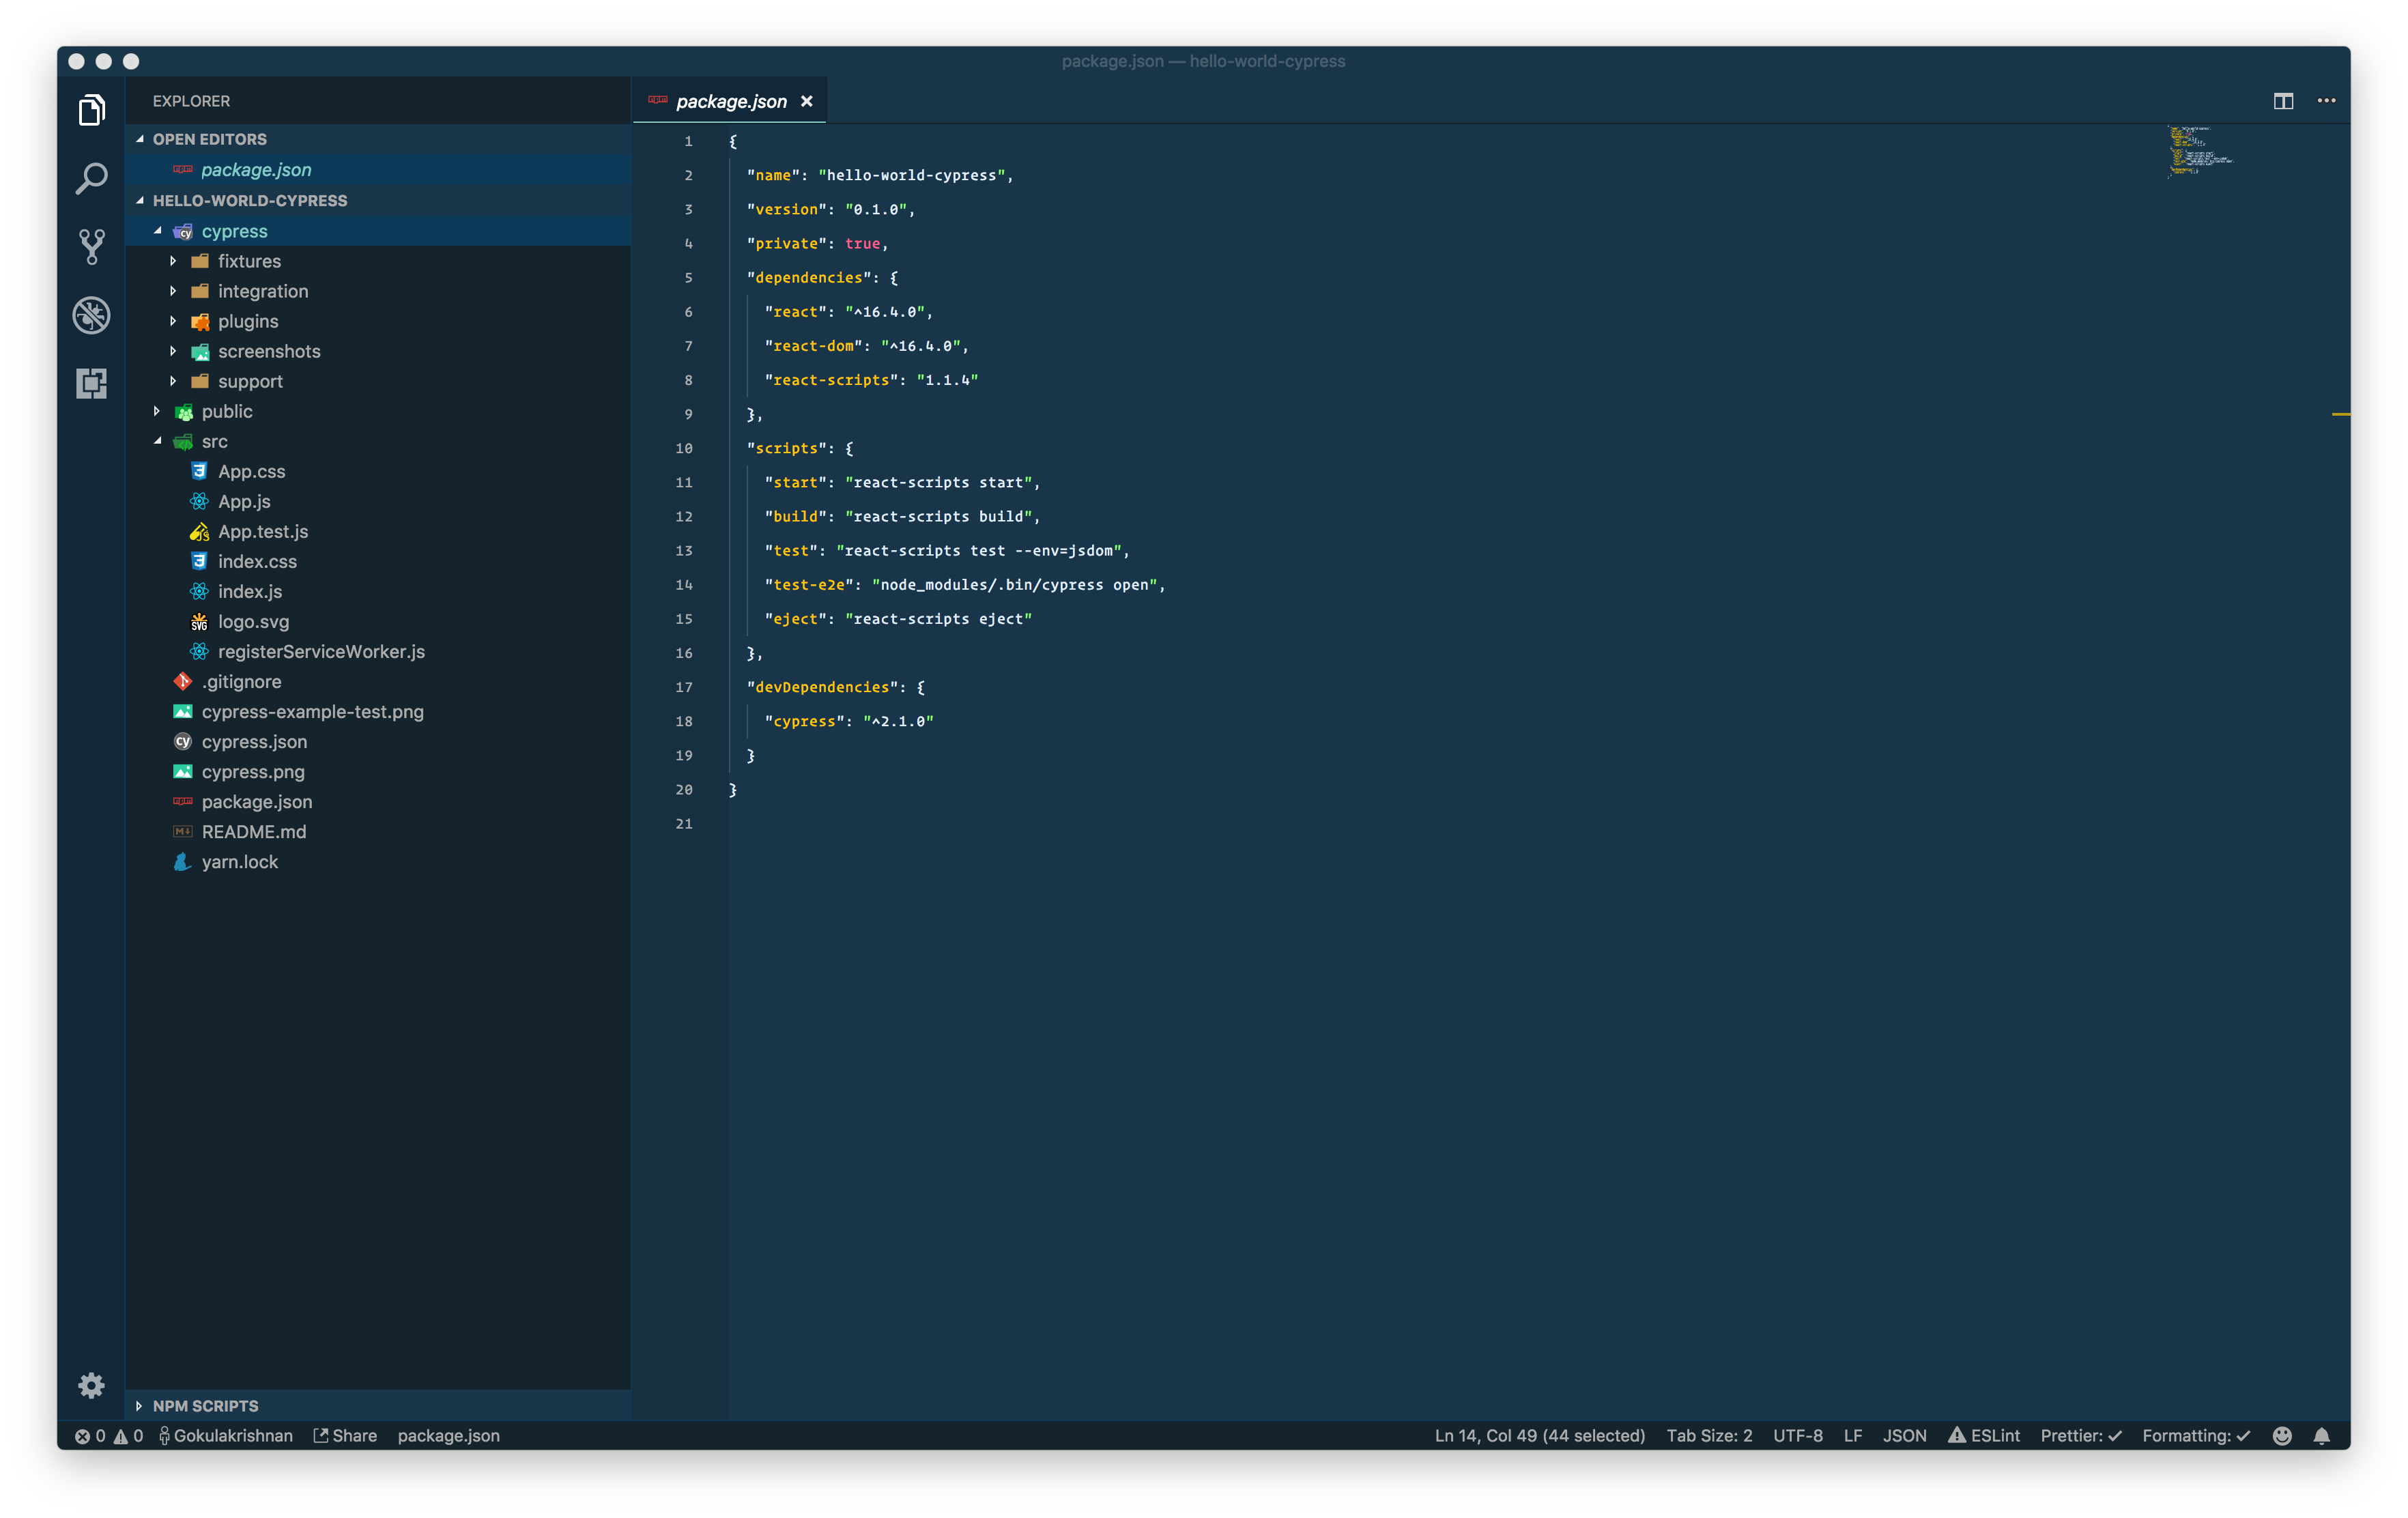 package.json — hello-world-cypress
EXPLORER
OPEN EDITORS
package.json
HELLO-WORLD-CYPRESS
cypress
fixtures
integration
plugins
screenshots
support
public
src
App.css
App.js
App.test.js
index.css
index.js
logo.svg
registerServiceWorker.js
.gitignore
cypress-example-test.png
cypress.json
cypress.png
package.json
README.md
yarn.lock
NPM SCRIPTS
package.json
1 {
2 "name": "hello-world-cypress",
3 "version": "0.1.0",
4 "private": true,
5 "dependencies": {
6 "react": "^16.4.0",
7 "react-dom": "^16.4.0",
8 "react-scripts": "1.1.4"
9 },
10 "scripts": {
11 "start": "react-scripts start",
12 "build": "react-scripts build",
13 "test": "react-scripts test --env=jsdom",
14 "test-e2e": "node_modules/.bin/cypress open",
15 "eject": "react-scripts eject"
16 },
17 "devDependencies": {
18 "cypress": "^2.1.0"
19 }
20 }
21
0 0 Gokulakrishnan Share package.json Ln 14, Col 49 (44 selected) Tab Size: 2 UTF-8 LF JSON ESLint Prettier: ✓ Formatting: ✓